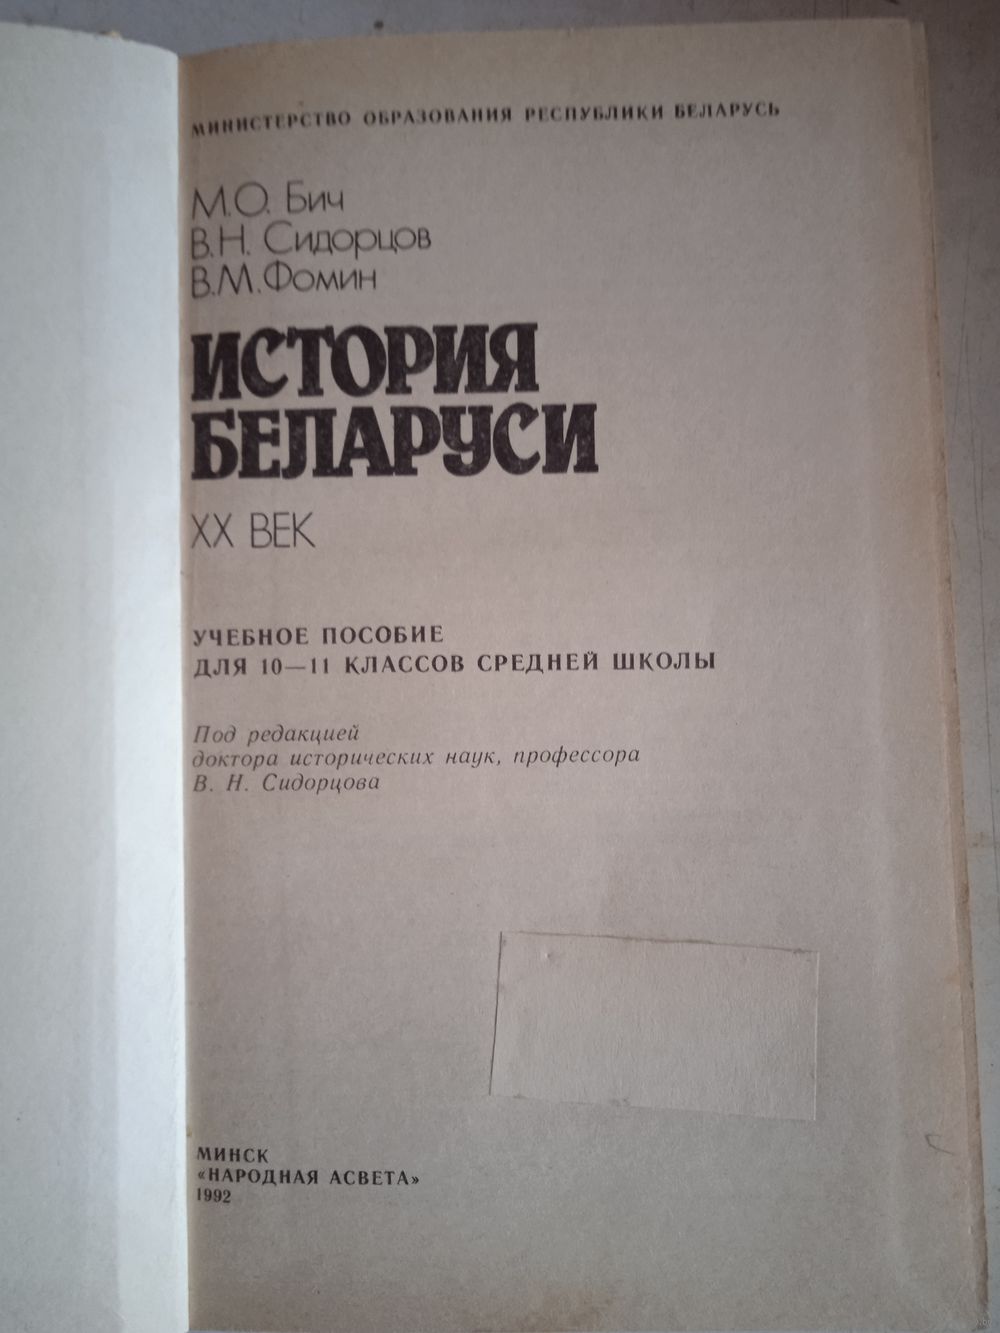 МИНИСТЕРСТВО ОБРАЗОВАНИЯ РЕСПУБЛИКИ БЕЛАРУСЬ
М.О. Бич
В.Н. Сидорцов
В.М. Фомин
ИСТОРИЯ
БЕЛАРУСИ
XX ВЕК
УЧЕБНОЕ ПОСОБИЕ
ДЛЯ 10—11 КЛАССОВ СРЕДНЕЙ ШКОЛЫ
Под редакцией
доктора исторических наук, профессора
В. Н. Сидорцова
МИНСК
«НАРОДНАЯ АСВЕТА»
1992